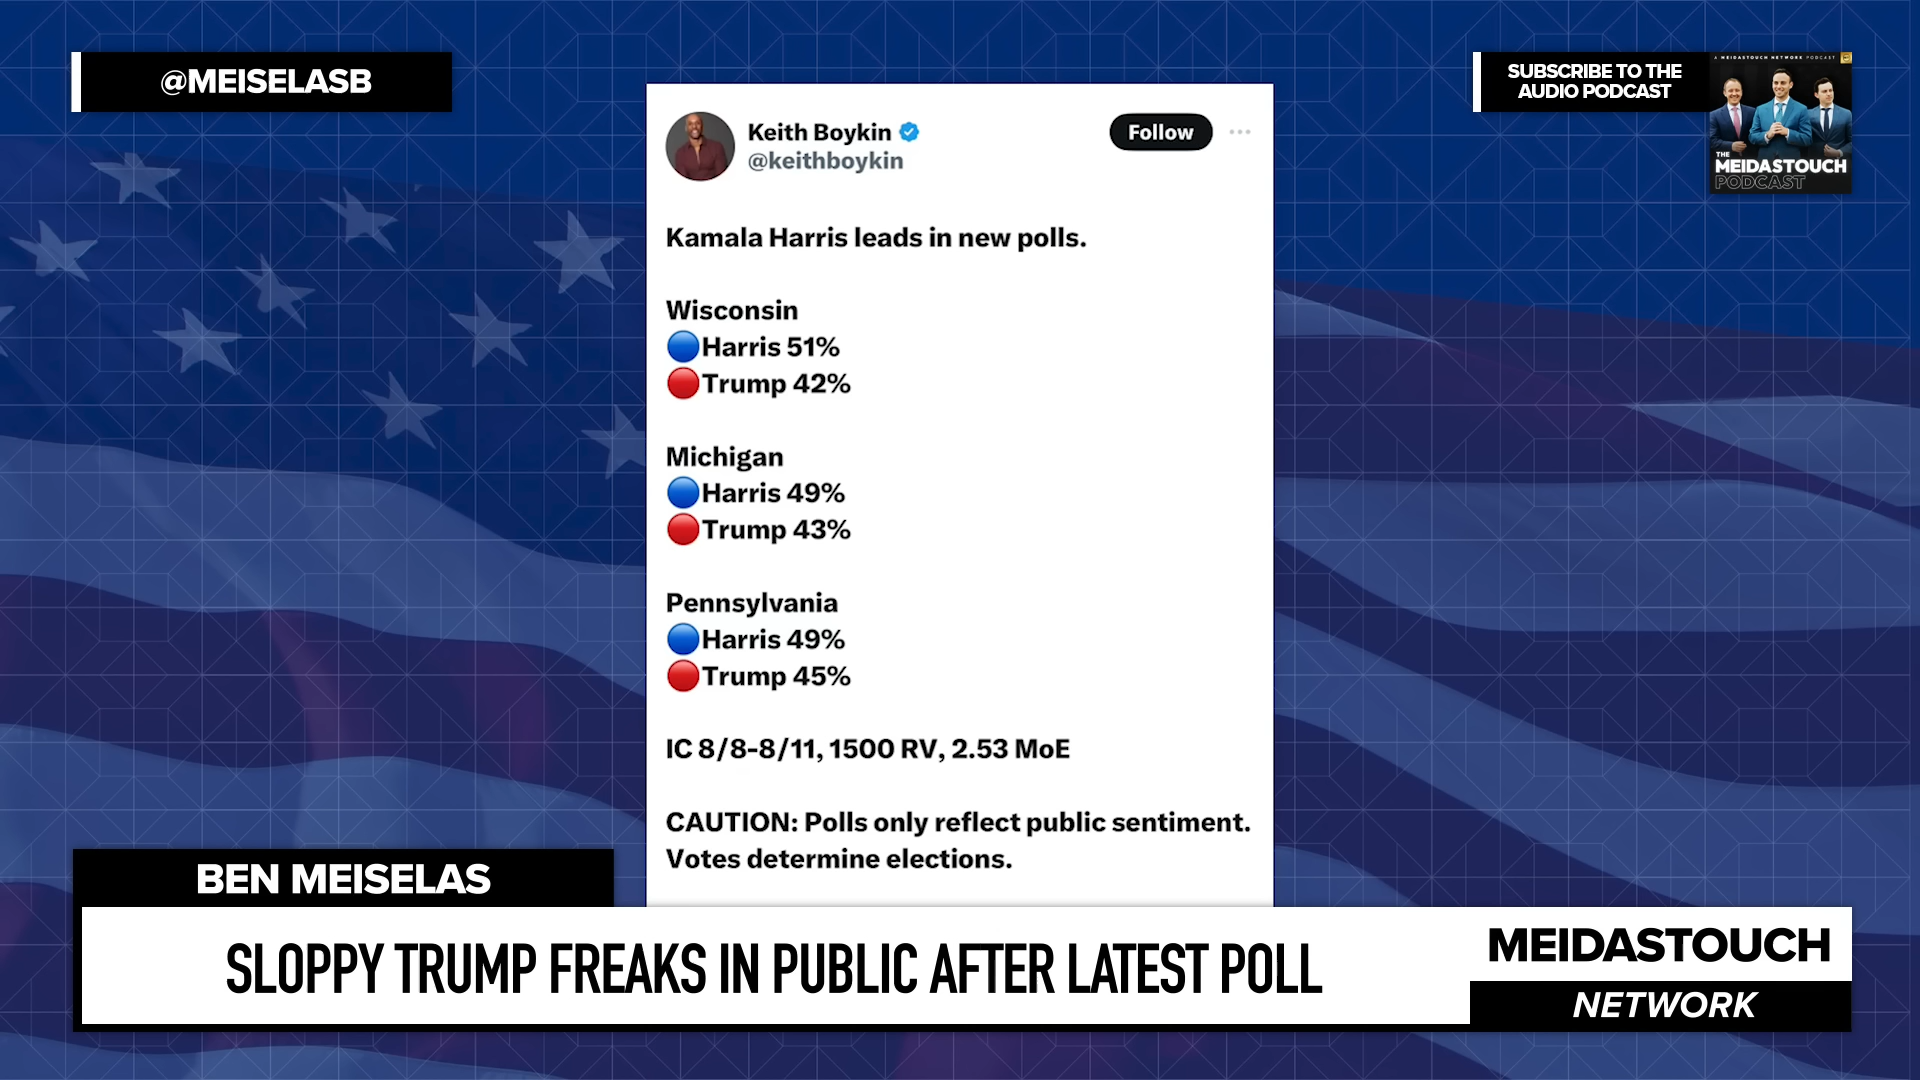 @MEISELASB
SUBSCRIBE TO THE
AUDIO PODCAST
A MEIDASTOUCH NETWORK PODCAST
THE
MEIDASTOUCH
PODCAST
Keith Boykin
@keithboykin
Follow
Kamala Harris leads in new polls.
Wisconsin
🔵Harris 51%
🔴Trump 42%
Michigan
🔵Harris 49%
🔴Trump 43%
Pennsylvania
🔵Harris 49%
🔴Trump 45%
IC 8/8-8/11, 1500 RV, 2.53 MoE
CAUTION: Polls only reflect public sentiment.
Votes determine elections.
BEN MEISELAS
SLOPPY TRUMP FREAKS IN PUBLIC AFTER LATEST POLL
MEIDASTOUCH
NETWORK